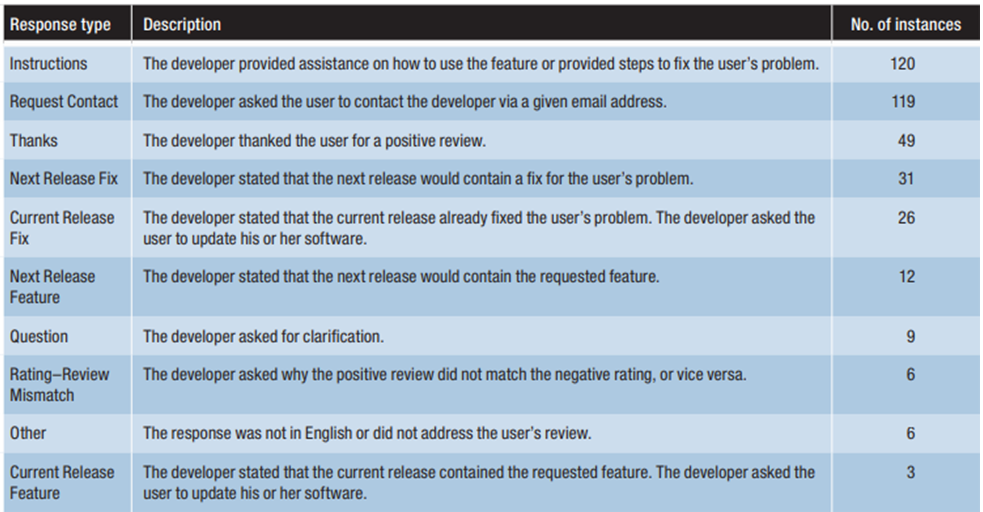 Response type Description No. of instances
Instructions The developer provided assistance on how to use the feature or provided steps to fix the user's problem. 120
Request Contact The developer asked the user to contact the developer via a given email address. 119
Thanks The developer thanked the user for a positive review. 49
Next Release Fix The developer stated that the next release would contain a fix for the user's problem. 31
Current Release The developer stated that the current release already fixed the user's problem. The developer asked the 26
Fix user to update his or her software.
Next Release The developer stated that the next release would contain the requested feature. 12
Feature
Question The developer asked for clarification. 9
Rating–Review The developer asked why the positive review did not match the negative rating, or vice versa. 6
Mismatch
Other The response was not in English or did not address the user's review. 6
Current Release The developer stated that the current release contained the requested feature. The developer asked the 3
Feature user to update his or her software.